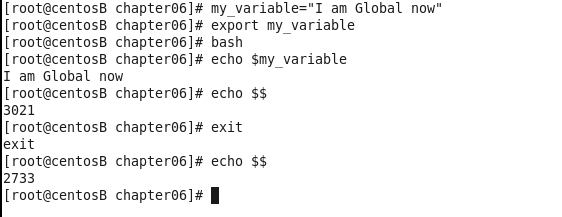 [root@centosB chapter06]# my_variable="I am Global now"
[root@centosB chapter06]# export my_variable
[root@centosB chapter06]# bash
[root@centosB chapter06]# echo $my_variable
I am Global now
[root@centosB chapter06]# echo $$
3021
[root@centosB chapter06]# exit
exit
[root@centosB chapter06]# echo $$
2733
[root@centosB chapter06]#